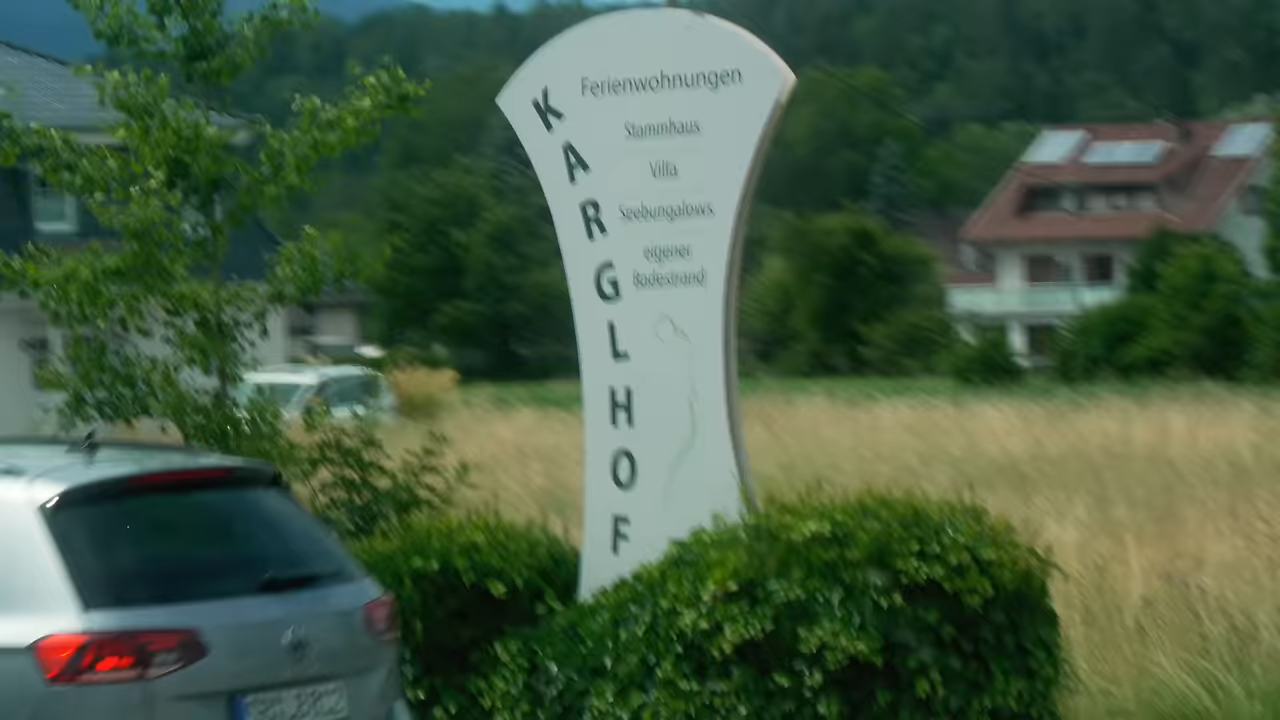 KARGLHOF
Ferienwohnungen
Stammhaus
Villa
Seebungalows
eigener
Badestrand